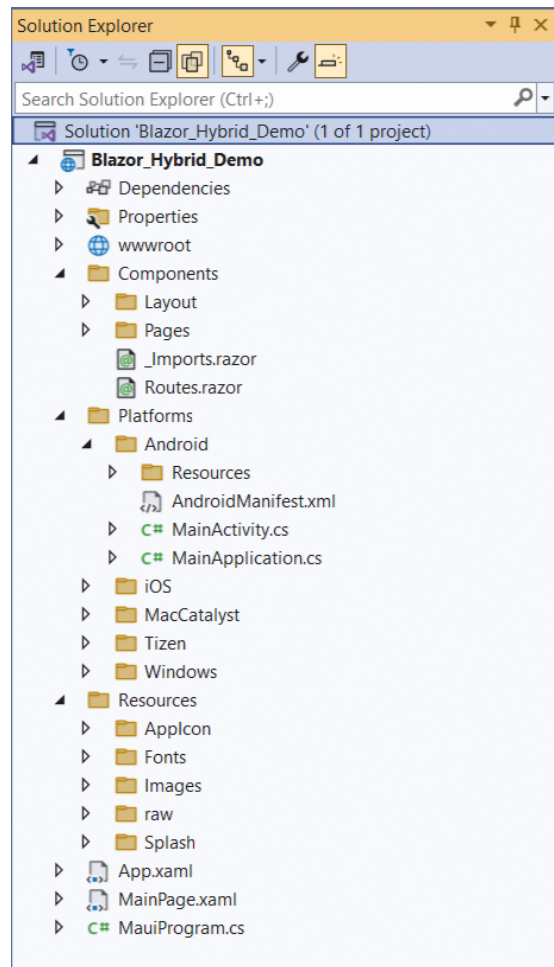 Solution Explorer
Search Solution Explorer (Ctrl+;)
Solution 'Blazor_Hybrid_Demo' (1 of 1 project)
Blazor_Hybrid_Demo
Dependencies
Properties
wwwroot
Components
Layout
Pages
_Imports.razor
Routes.razor
Platforms
Android
Resources
AndroidManifest.xml
C# MainActivity.cs
C# MainApplication.cs
iOS
MacCatalyst
Tizen
Windows
Resources
AppIcon
Fonts
Images
raw
Splash
App.xaml
MainPage.xaml
C# MauiProgram.cs